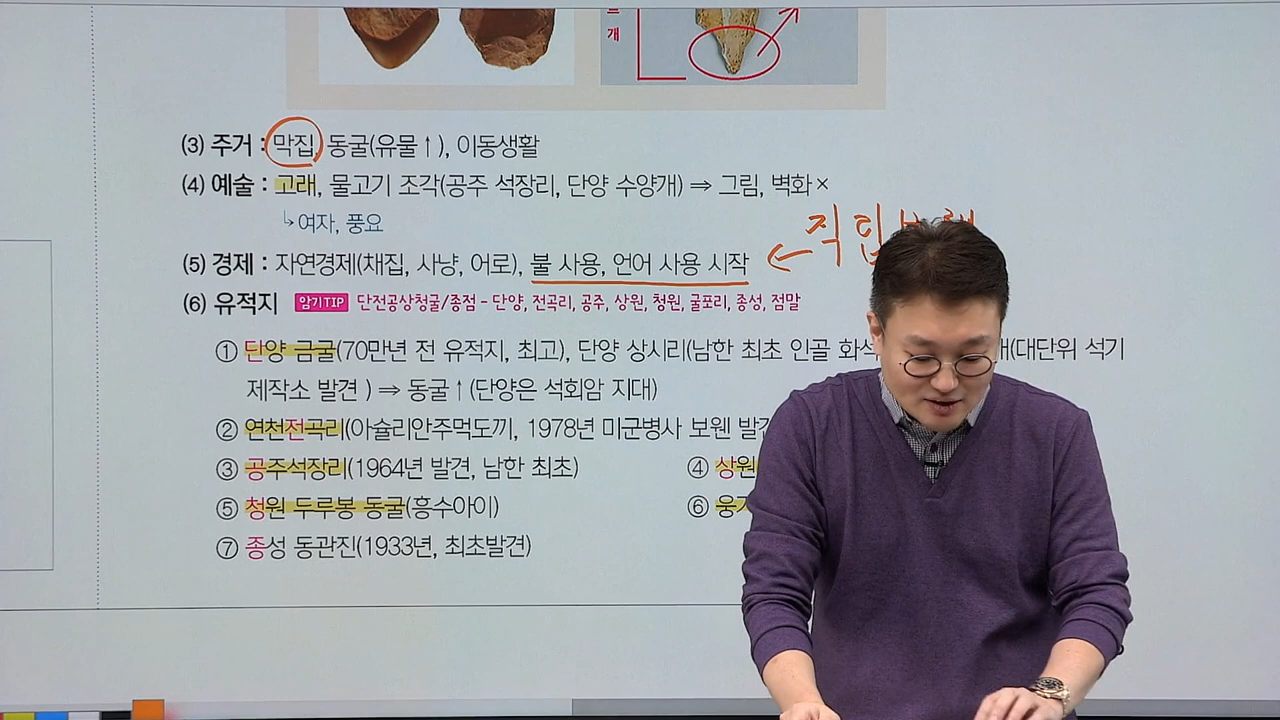 개
(3) 주거 : 막집, 동굴(유물↑), 이동생활
(4) 예술 : 고래, 물고기 조각(공주 석장리, 단양 수양개) ⇒ 그림, 벽화×
↳여자, 풍요
직립
(5) 경제 : 자연경제(채집, 사냥, 어로), 불 사용, 언어 사용 시작 ←
(6) 유적지 암기TIP 단전공상청굴/종점 - 단양, 전곡리, 공주, 상원, 청원, 굴포리, 종성, 점말
① 단양 금굴(70만년 전 유적지, 최고), 단양 상시리(남한 최초 인골 화석 (대단위 석기
제작소 발견 ) ⇒ 동굴↑(단양은 석회암 지대)
② 연천전곡리(아슐리안주먹도끼, 1978년 미군병사 보웬
③ 공주석장리(1964년 발견, 남한 최초) ④ 상원
⑤ 청원 두루봉 동굴(흥수아이) ⑥ 웅기
⑦ 종성 동관진(1933년, 최초발견)